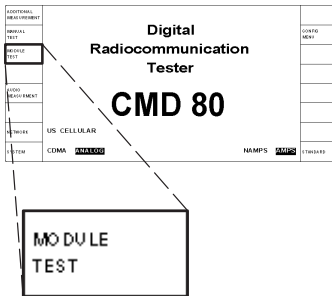 ADDITIONAL
MEASUREMENT
MANUAL
TEST
MODULE
TEST
AUDIO
MEASURMENT
NETWORK
SYSTEM
Digital
Radiocommunication
Tester
CMD 80
US CELLULAR
CDMA ANALOG
NAMPS AMPS
CONFIG
MENU
STANDARD
MODULE
TEST